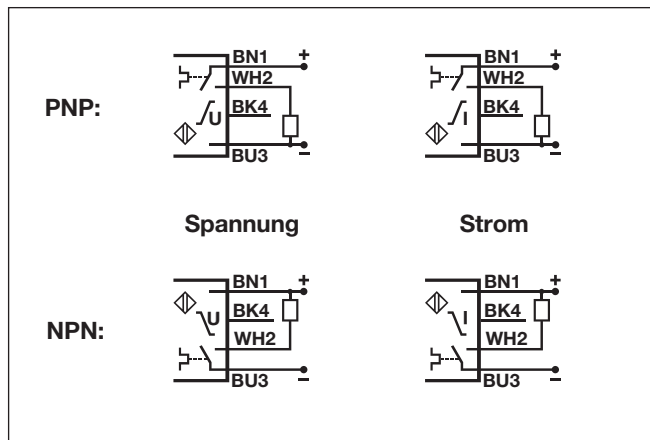 BN1 + BN1 +
WH2 WH2
PNP: U BK4 I BK4
BU3 − BU3 −
Spannung Strom
BN1 + BN1 +
U BK4 I BK4
NPN: WH2 WH2
BU3 − BU3 −